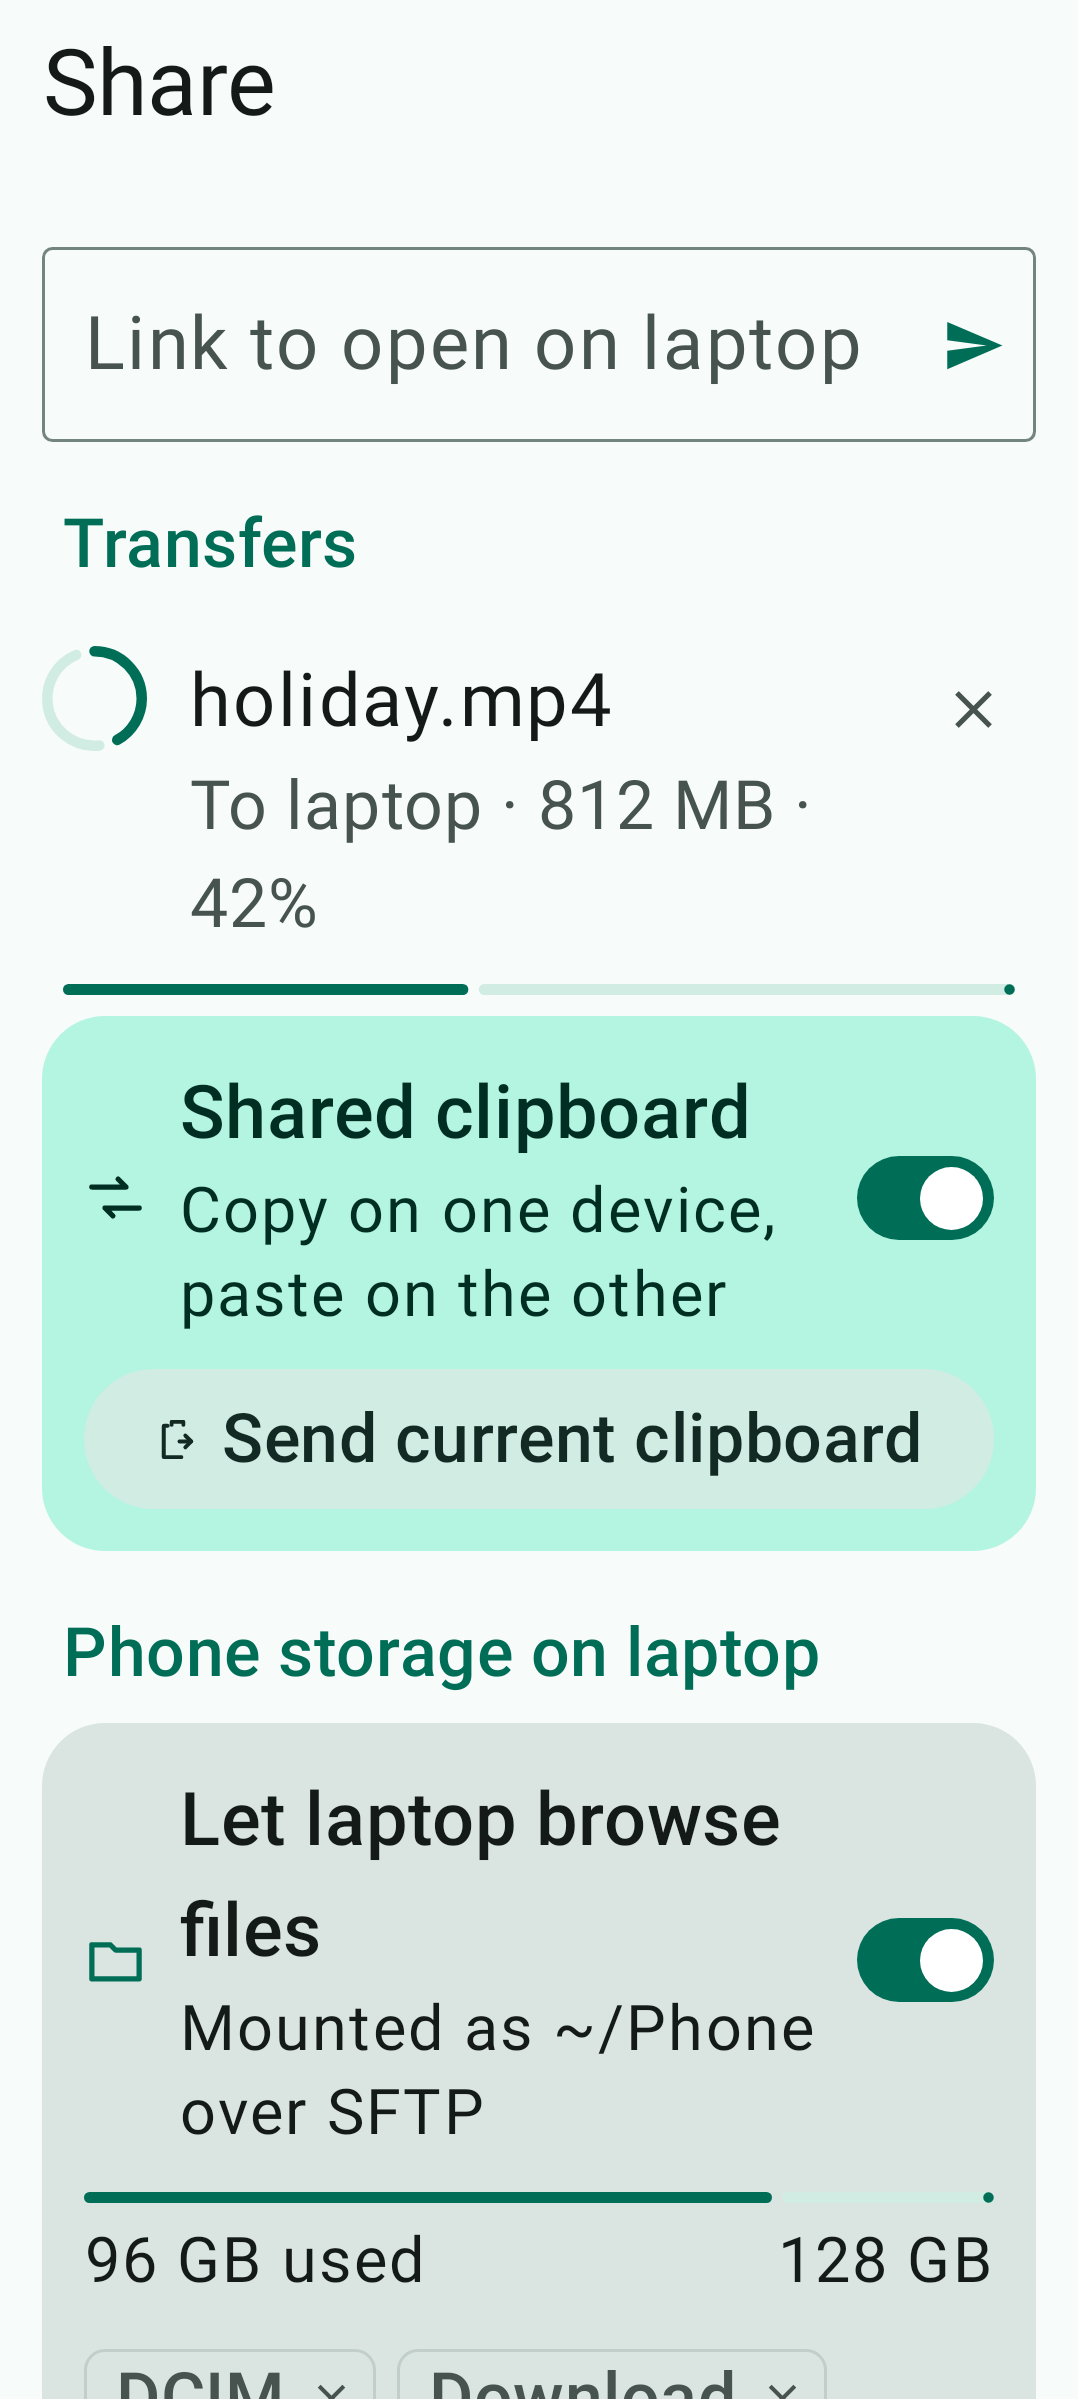 Share
Link to open on laptop
Transfers
holiday.mp4
To laptop · 812 MB ·
42%
Shared clipboard
Copy on one device,
paste on the other
Send current clipboard
Phone storage on laptop
Let laptop browse
files
Mounted as ~/Phone
over SFTP
96 GB used 128 GB
DCIM Download